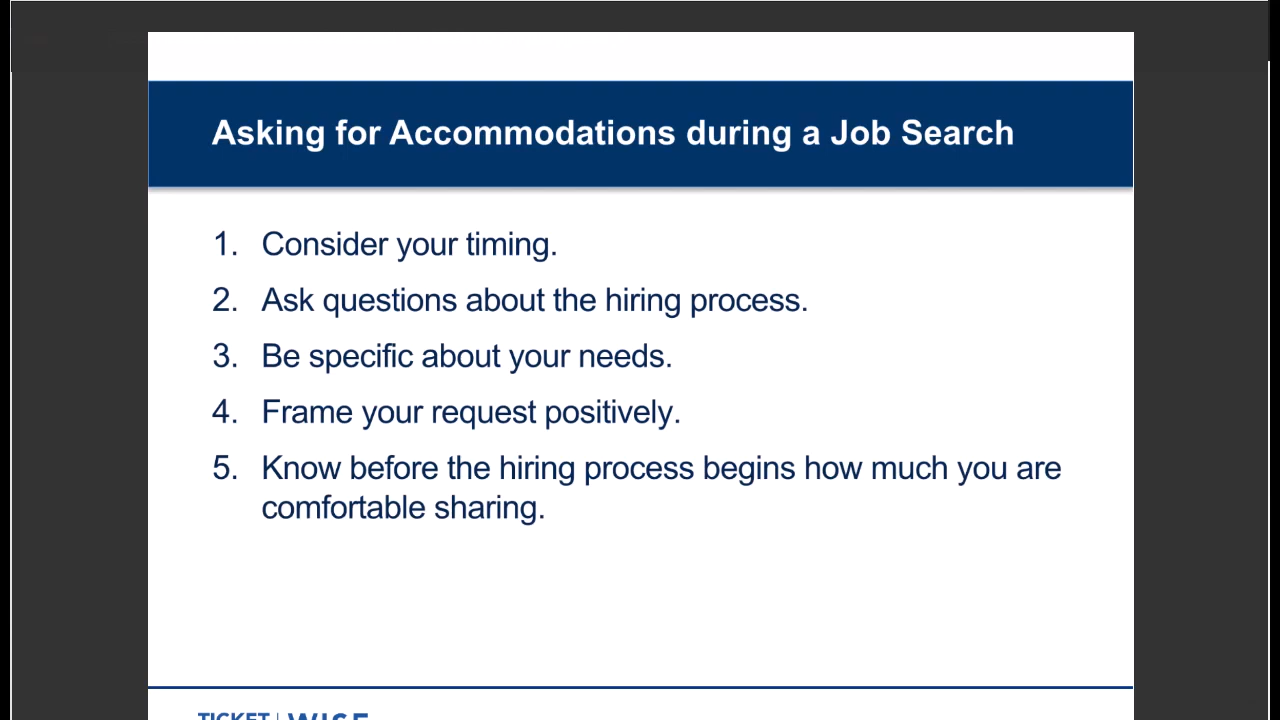 Asking for Accommodations during a Job Search
1. Consider your timing.
2. Ask questions about the hiring process.
3. Be specific about your needs.
4. Frame your request positively.
5. Know before the hiring process begins how much you are
comfortable sharing.
TICKET | WISE